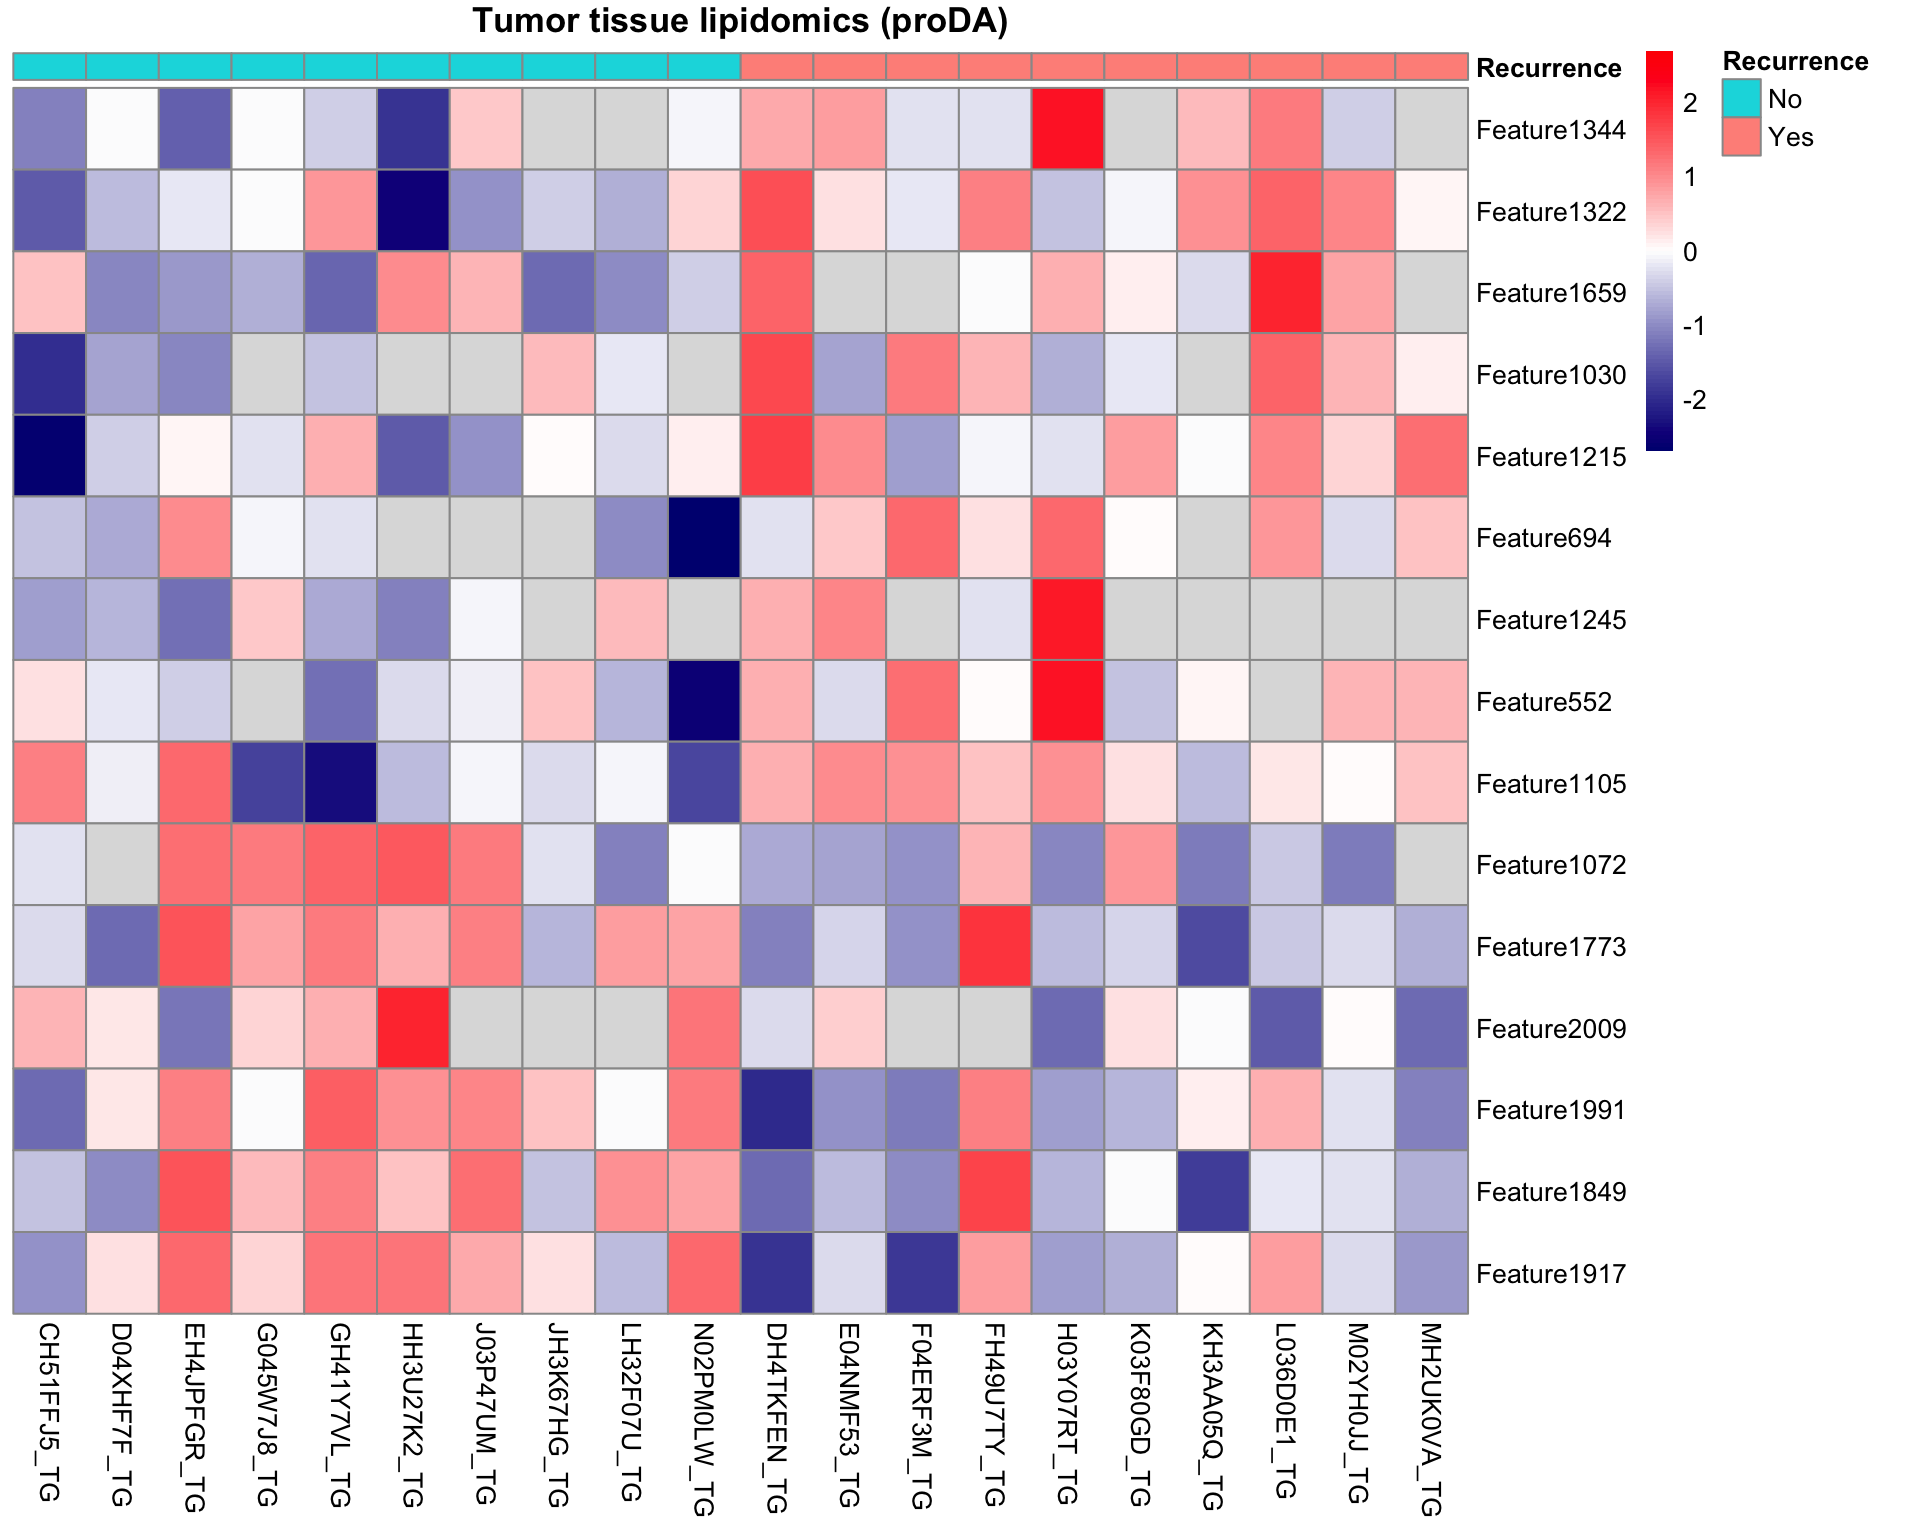 Tumor tissue lipidomics (proDA)
Recurrence
Feature1344
Feature1322
Feature1659
Feature1030
Feature1215
Feature694
Feature1245
Feature552
Feature1105
Feature1072
Feature1773
Feature2009
Feature1991
Feature1849
Feature1917
2
1
0
-1
-2
Recurrence
No
Yes
CH51FFJ5_TG
D04XHF7F_TG
EH4JPFGR_TG
G045W7J8_TG
GH41Y7VL_TG
HH3U27K2_TG
J03P47UM_TG
JH3K67HG_TG
LH32F07U_TG
N02PM0LW_TG
DH4TKFEN_TG
E04NMF53_TG
F04ERF3M_TG
FH49U7TY_TG
H03Y07RT_TG
K03F80GD_TG
KH3AA05Q_TG
L036D0E1_TG
M02YH0JJ_TG
MH2UK0VA_TG